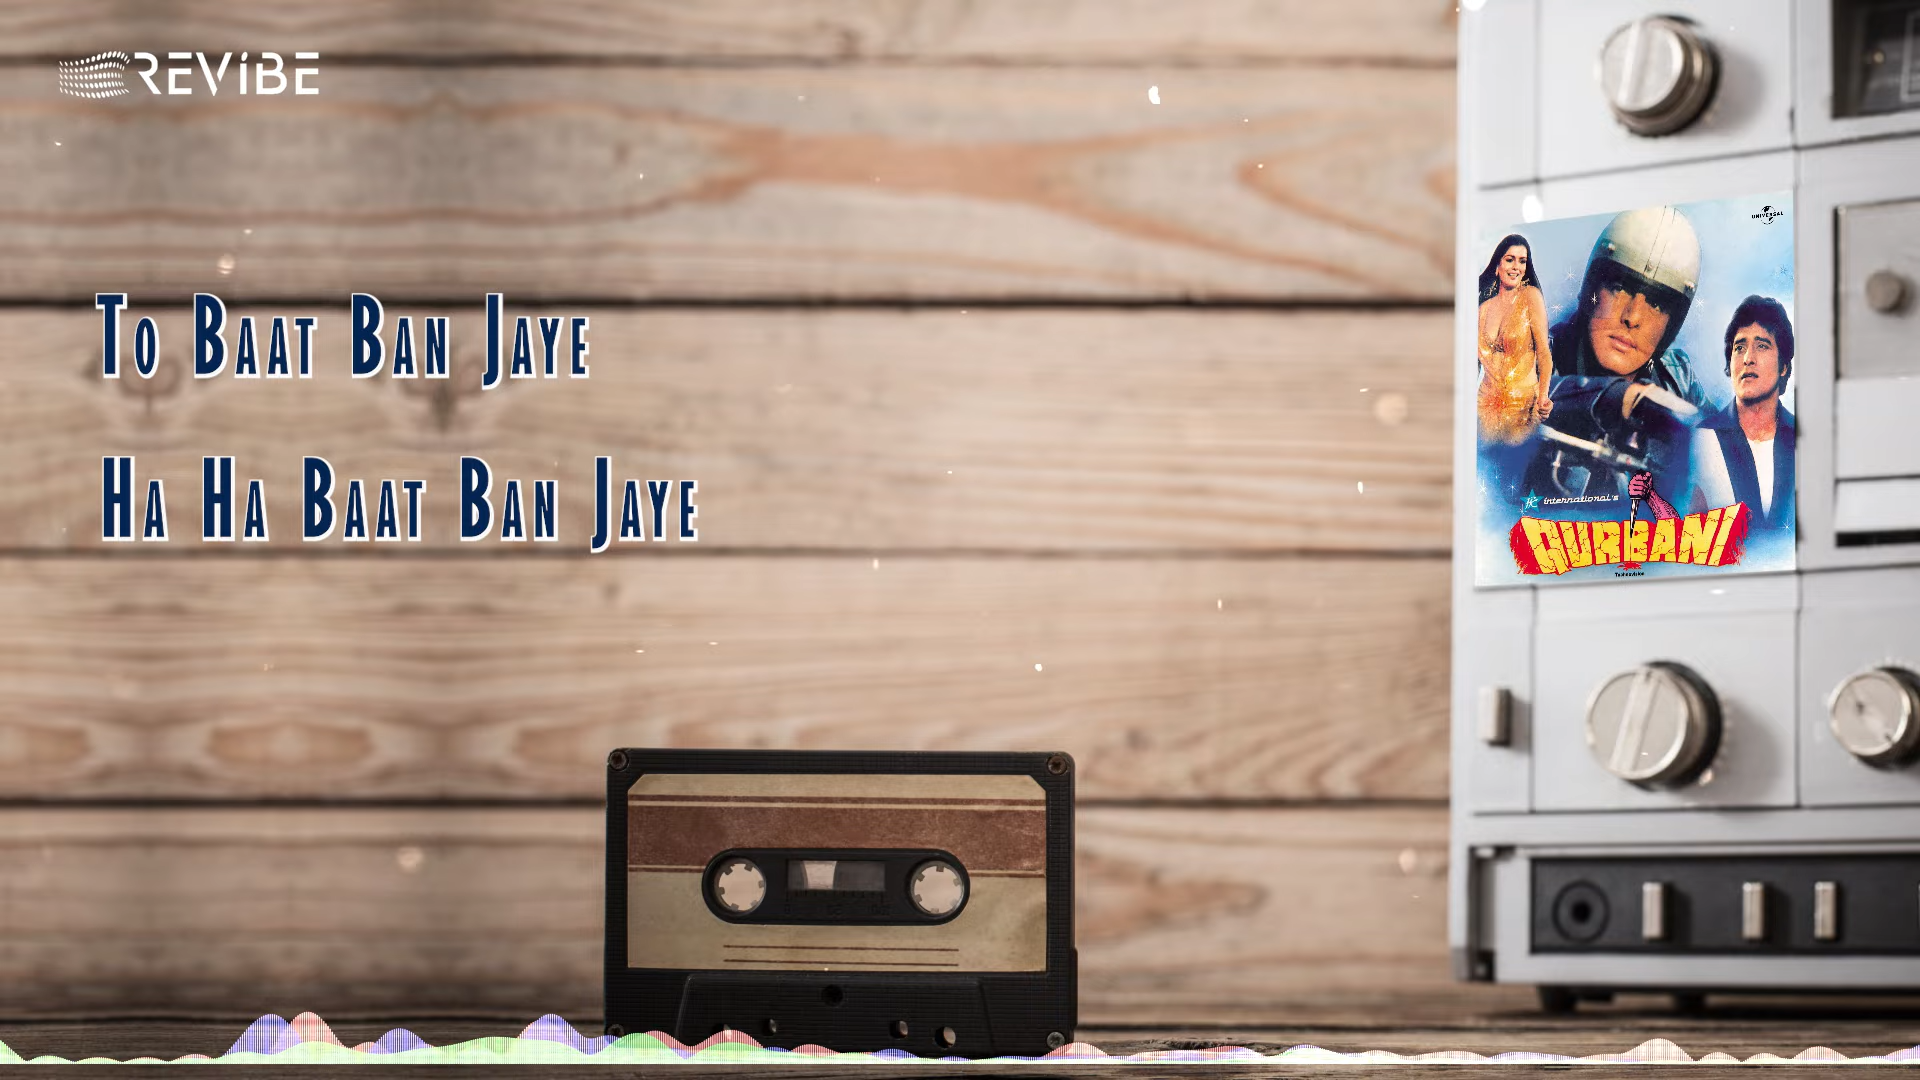 REViBE
To Baat Ban Jaye
Ha Ha Baat Ban Jaye
UNIVERSAL
international's
QURBANI